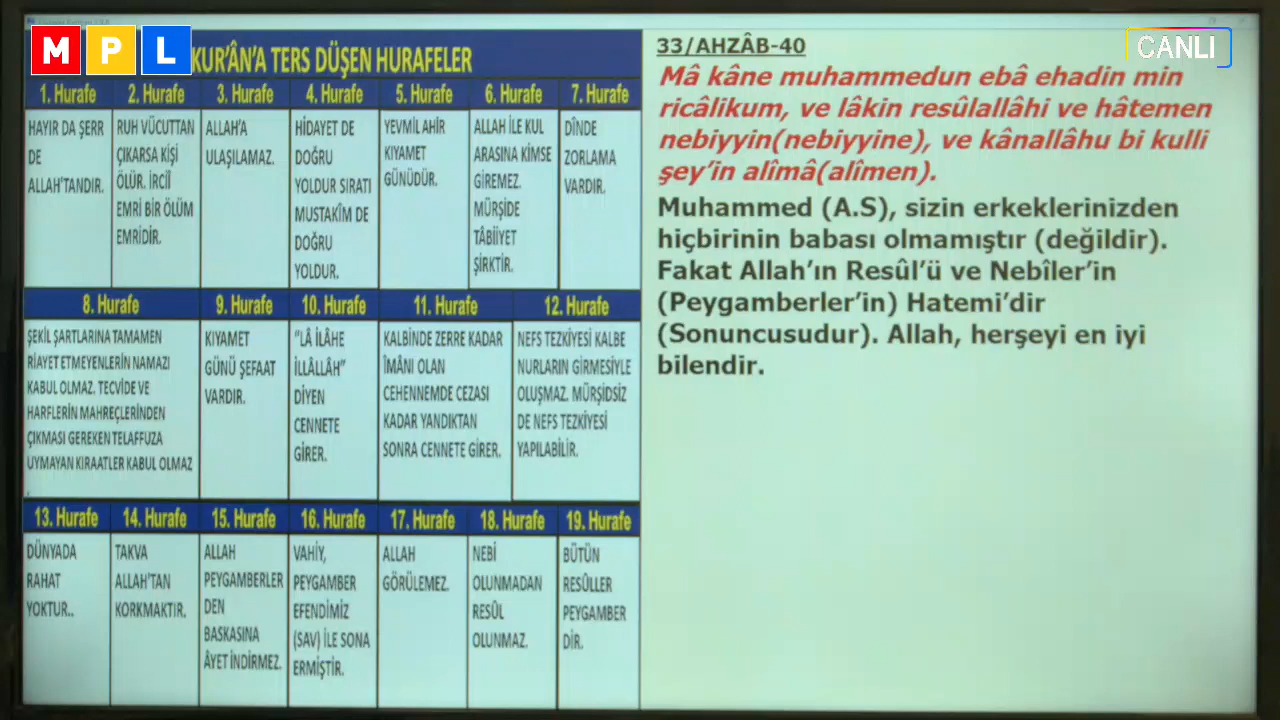 MPL
CANLI
KUR'ÂN'A TERS DÜŞEN HURAFELER
1. Hurafe
2. Hurafe
3. Hurafe
4. Hurafe
5. Hurafe
6. Hurafe
7. Hurafe
HAYIR DA ŞERR
DE
ALLAH'TANDIR.
RUH VÜCUTTAN
ÇIKARSA KİŞİ
ÖLÜR. İRCİÎ
EMRİ BİR ÖLÜM
EMRİDİR.
ALLAH'A
ULAŞILAMAZ.
HİDAYET DE
DOĞRU
YOLDUR SIRATI
MUSTAKÎM DE
DOĞRU
YOLDUR.
YEVMİL AHİR
KIYAMET
GÜNÜDÜR.
ALLAH İLE KUL
ARASINA KİMSE
GİREMEZ.
MÜRŞİDE
TÂBİİYET
ŞİRKTİR.
DÎNDE
ZORLAMA
VARDIR.
8. Hurafe
9. Hurafe
10. Hurafe
11. Hurafe
12. Hurafe
ŞEKİL ŞARTLARINA TAMAMEN
RİAYET ETMEYENLERİN NAMAZI
KABUL OLMAZ. TECVİDE VE
HARFLERİN MAHREÇLERİNDEN
ÇIKMASI GEREKEN TELAFFUZA
UYMAYAN KIRAATLER KABUL OLMAZ
.
KIYAMET
GÜNÜ ŞEFAAT
VARDIR.
"LÂ İLÂHE
İLLÂLLÂH"
DİYEN
CENNETE
GİRER.
KALBİNDE ZERRE KADAR
ÎMÂNI OLAN
CEHENNEMDE CEZASI
KADAR YANDIKTAN
SONRA CENNETE GİRER.
NEFS TEZKİYESİ KALBE
NURLARIN GİRMESİYLE
OLUŞMAZ. MÜRŞİDSİZ
DE NEFS TEZKİYESİ
YAPILABİLİR.
13. Hurafe
14. Hurafe
15. Hurafe
16. Hurafe
17. Hurafe
18. Hurafe
19. Hurafe
DÜNYADA
RAHAT
YOKTUR..
TAKVA
ALLAH'TAN
KORKMAKTIR.
ALLAH
PEYGAMBERLER
DEN
BASKASINA
ÂYET İNDİRMEZ.
VAHİY,
PEYGAMBER
EFENDİMİZ
(SAV) İLE SONA
ERMİŞTİR.
ALLAH
GÖRÜLEMEZ.
NEBİ
OLUNMADAN
RESÛL
OLUNMAZ.
BÜTÜN
RESÛLLER
PEYGAMBER
DİR.
33/AHZÂB-40
Mâ kâne muhammedun ebâ ehadin min
ricâlikum, ve lâkin resûlallâhi ve hâtemen
nebiyyin(nebiyyine), ve kânallâhu bi kulli
şey'in alîmâ(alîmen).
Muhammed (A.S), sizin erkeklerinizden
hiçbirinin babası olmamıştır (değildir).
Fakat Allah'ın Resûl'ü ve Nebîler'in
(Peygamberler'in) Hatemi'dir
(Sonuncusudur). Allah, herşeyi en iyi
bilendir.